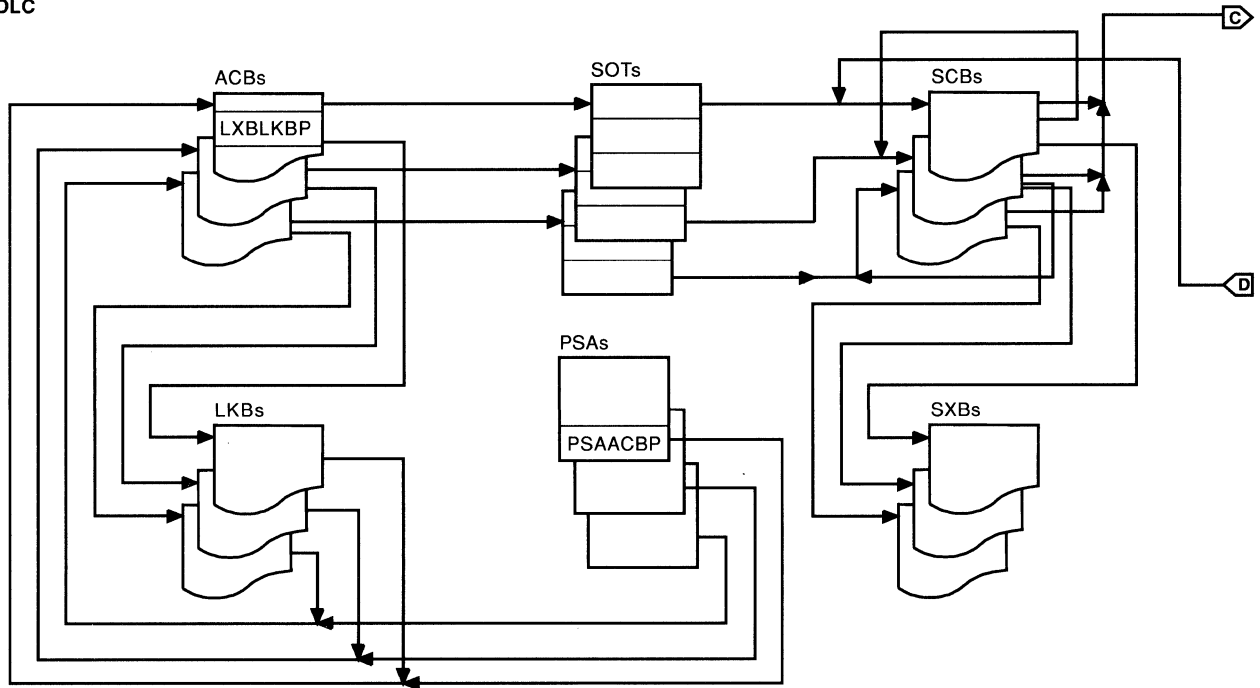 DLC
C
ACBs
SOTs
SCBs
LXBLKBP
D
PSAs
LKBs
SXBs
PSAACBP